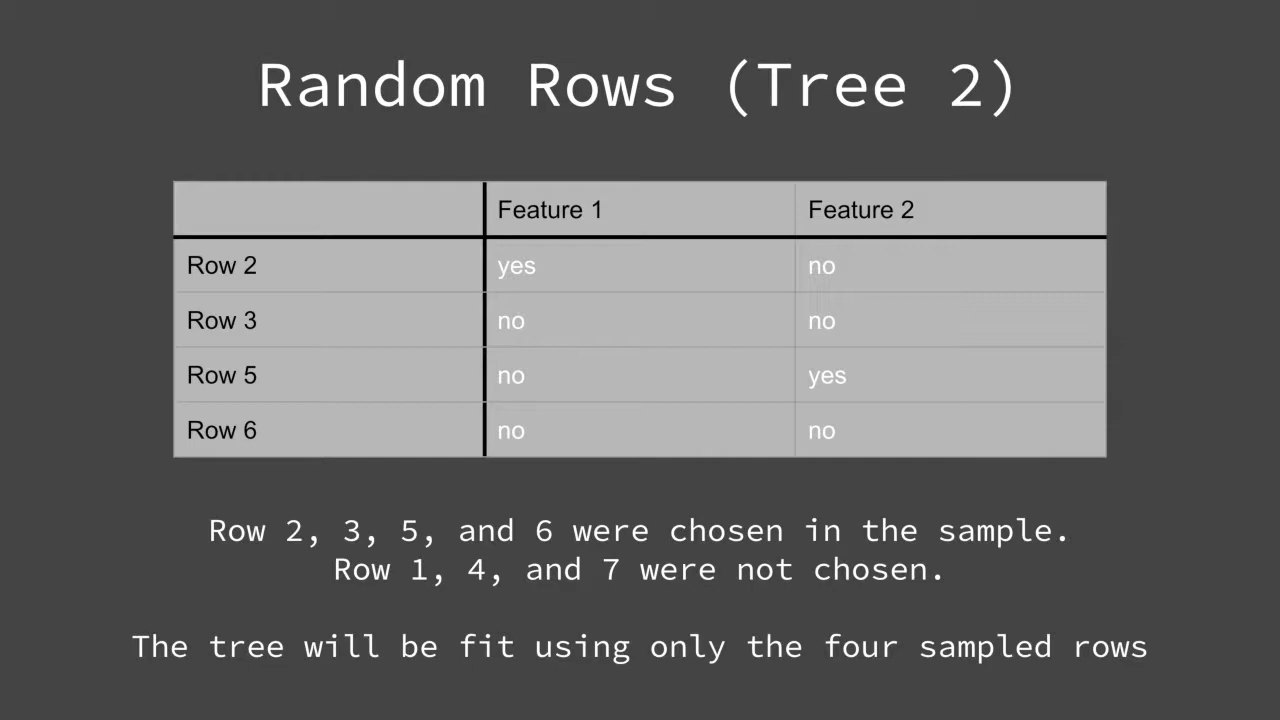 Random Rows (Tree 2)
Feature 1 Feature 2
Row 2 yes no
Row 3 no no
Row 5 no yes
Row 6 no no
Row 2, 3, 5, and 6 were chosen in the sample.
Row 1, 4, and 7 were not chosen.
The tree will be fit using only the four sampled rows